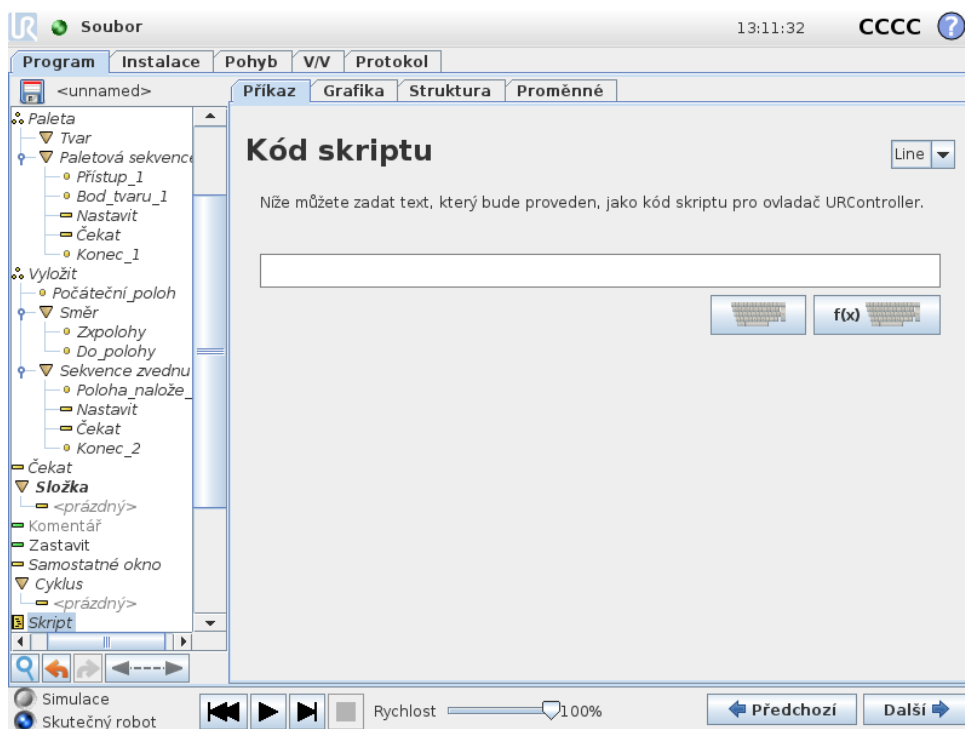 UR Soubor 13:11:32 CCCC ?
Program Instalace Pohyb V/V Protokol
<unnamed>
Příkaz Grafika Struktura Proměnné
Paleta
Tvar
Paletová sekvence
Přístup_1
Bod_tvaru_1
Nastavit
Čekat
Konec_1
Vyložit
Počáteční_poloh
Směr
Zxpolohy
Do_polohy
Sekvence zvednu
Poloha_nalože_
Nastavit
Čekat
Konec_2
Čekat
Složka
<prázdný>
Komentář
Zastavit
Samostatné okno
Cyklus
<prázdný>
Skript
Kód skriptu
Line
Níže můžete zadat text, který bude proveden, jako kód skriptu pro ovladač URController.
f(x)
Simulace
Skutečný robot
Rychlost 100%
Předchozí Další